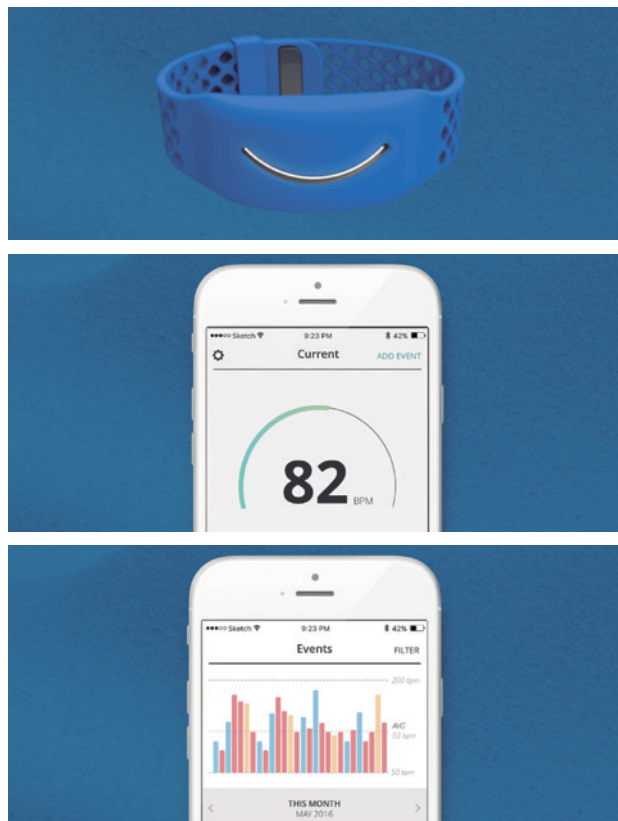 Sketch 9:23 PM 42%
Current ADD EVENT
82
BPM
Sketch 9:23 PM 42%
Events FILTER
200 bpm
AVG
50 bpm
THIS MONTH
MAY 2016